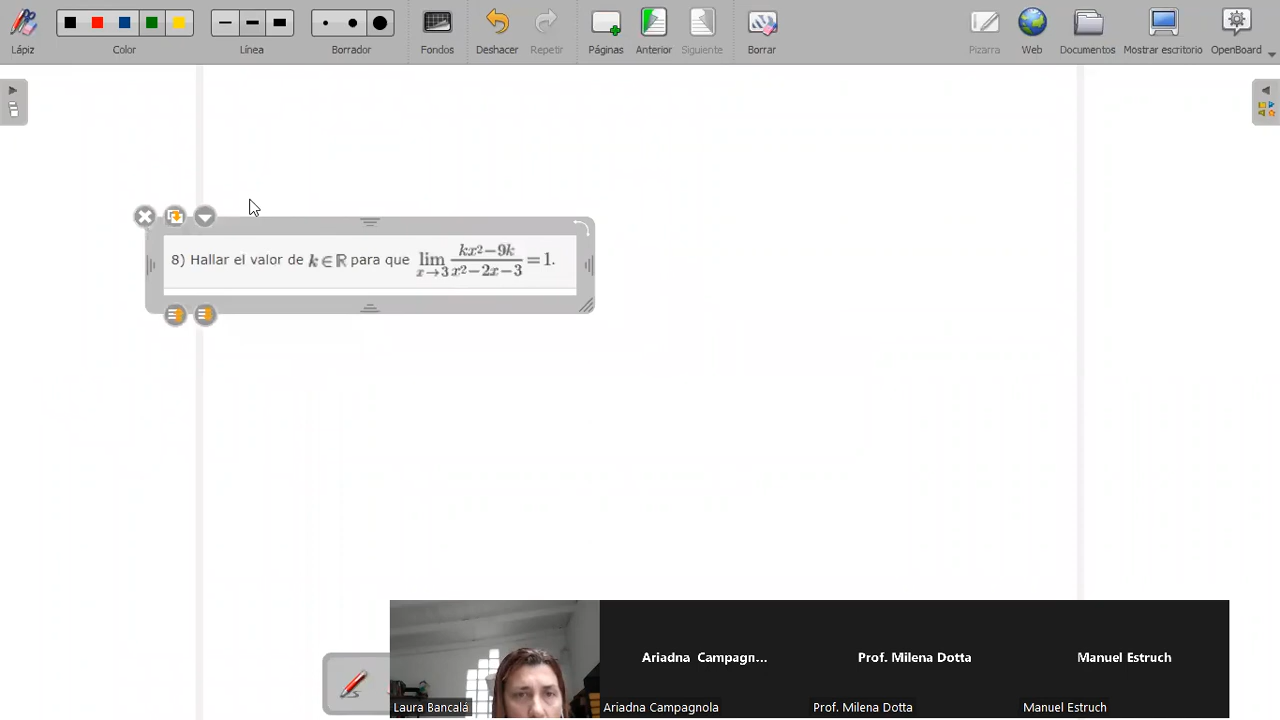 Lápiz
Color
Línea
Borrador
Fondos
Deshacer
Repetir
Páginas
Anterior
Siguiente
Borrar
Pizarra
Web
Documentos
Mostrar escritorio
OpenBoard
8) Hallar el valor de k∈ℝ para que lim x→3 (kx²−9k)/(x²−2x−3) = 1.
Ariadna Campagn...
Prof. Milena Dotta
Manuel Estruch
Laura Bancalá
Ariadna Campagnola
Prof. Milena Dotta
Manuel Estruch